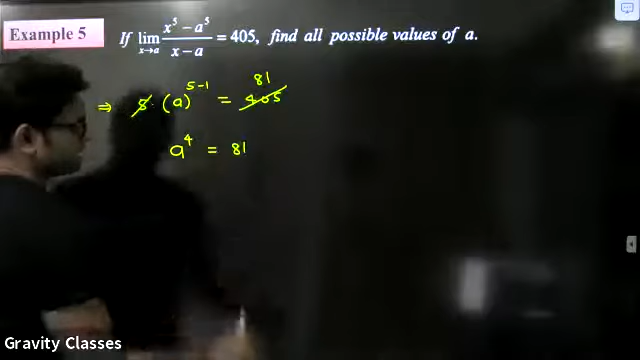 Example 5
If lim x→a x⁵ − a⁵ / x − a = 405, find all possible values of a.
⇒ 5 · (a)⁵⁻¹ = 405 81
a⁴ = 81
Gravity Classes